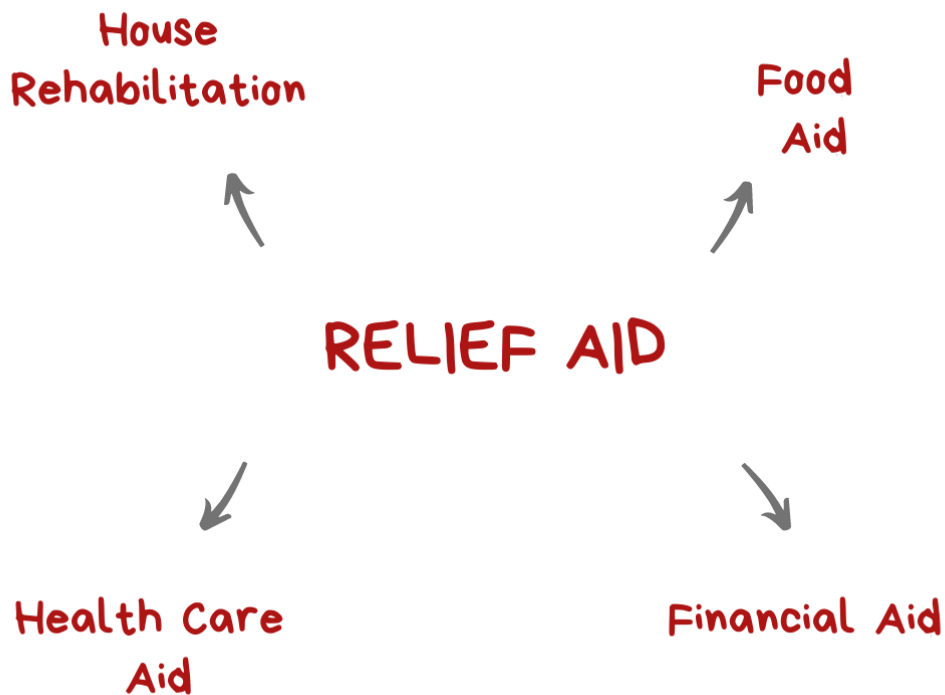 House
Rehabilitation
Food
Aid
RELIEF AID
Health Care
Aid
Financial Aid